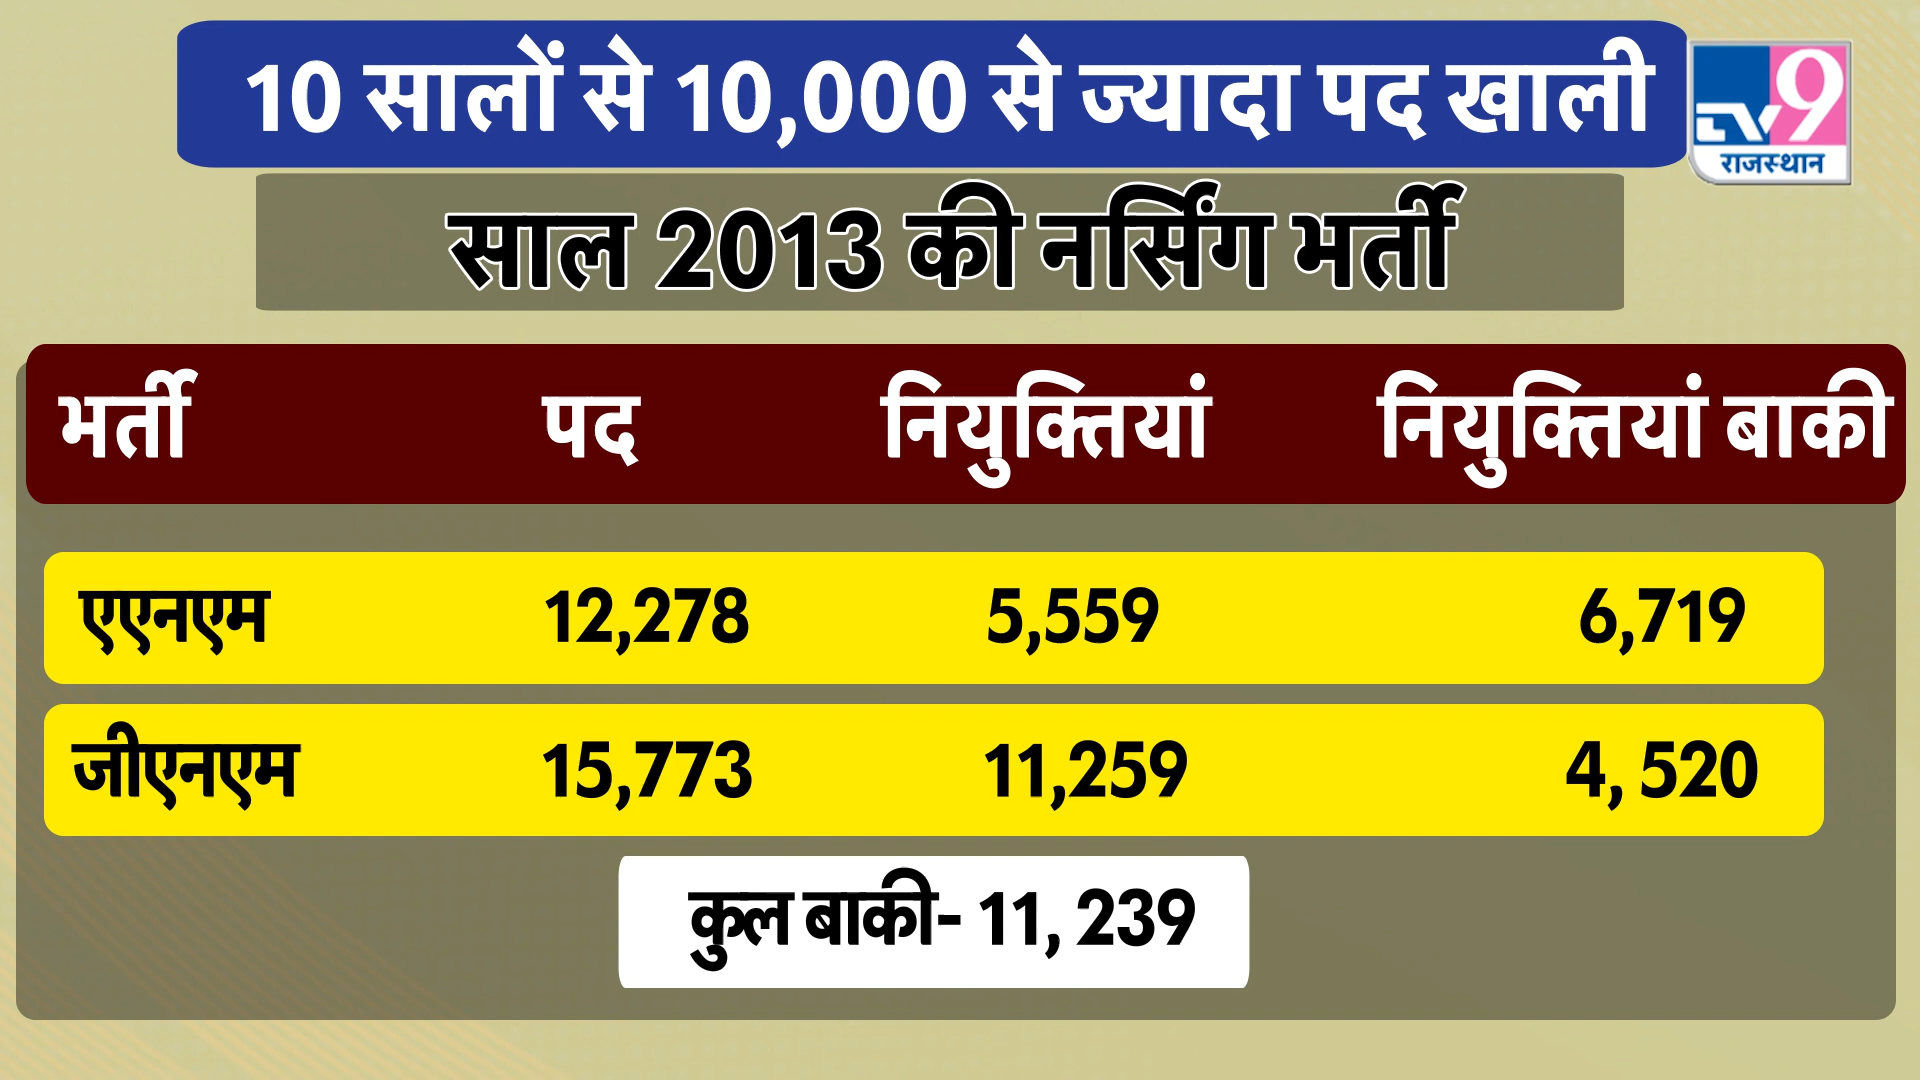 10 सालों से 10,000 से ज्यादा पद खाली
TV9
राजस्थान
साल 2013 की नर्सिंग भर्ती
भर्ती पद नियुक्तियां नियुक्तियां बाकी
एएनएम 12,278 5,559 6,719
जीएनएम 15,773 11,259 4, 520
कुल बाकी- 11, 239